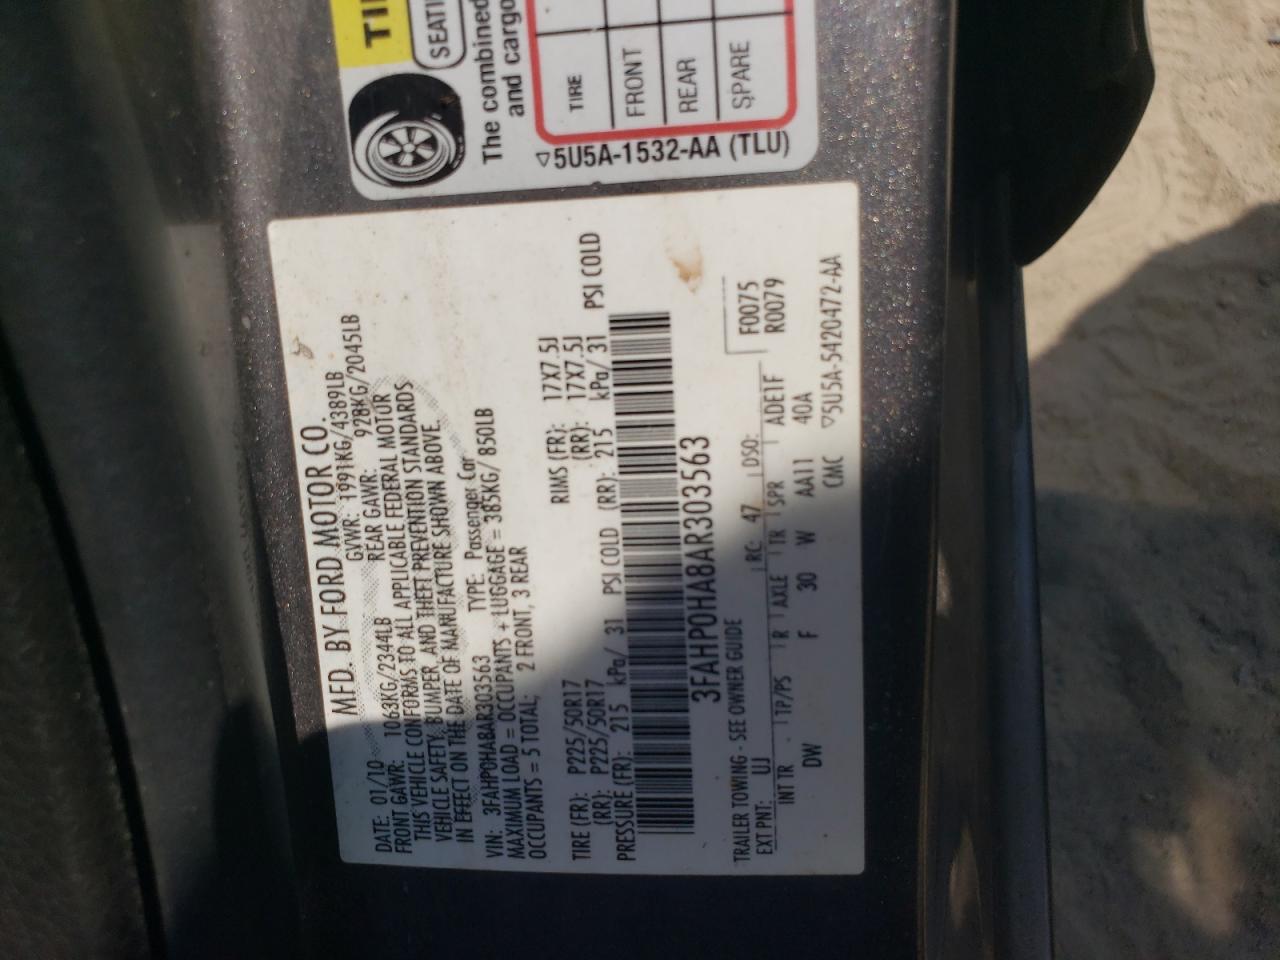 TI
SEATI
The combined
and cargo
TIRE
FRONT
REAR
SPARE
▽5U5A-1532-AA (TLU)
MFD. BY FORD MOTOR CO.
DATE: 01/10 GVWR: 1991KG/4389LB
FRONT GAWR: 1063KG/2344LB REAR GAWR: 928KG/2045LB
THIS VEHICLE CONFORMS TO ALL APPLICABLE FEDERAL MOTOR
VEHICLE SAFETY, BUMPER, AND THEFT PREVENTION STANDARDS
IN EFFECT ON THE DATE OF MANUFACTURE SHOWN ABOVE.
VIN: 3FAHP0HA8AR303563 TYPE: Passenger Car
MAXIMUM LOAD = OCCUPANTS + LUGGAGE = 385KG/ 850LB
OCCUPANTS = 5 TOTAL: 2 FRONT, 3 REAR
TIRE (FR): P225/50R17 RIMS (FR): 17X7.5J
(RR): P225/50R17 (RR): 17X7.5J
PRESSURE (FR): 215 kPa/ 31 PSI COLD (RR): 215 kPa/ 31 PSI COLD
3FAHP0HA8AR303563
TRAILER TOWING - SEE OWNER GUIDE
F0075
R0079
EXT PNT: UJ RC: 47 DSO:
INT TR TP/PS R AXLE TR SPR ADE1F
DW F 30 W AA11 40A
CMC ▽5U5A-5420472-AA